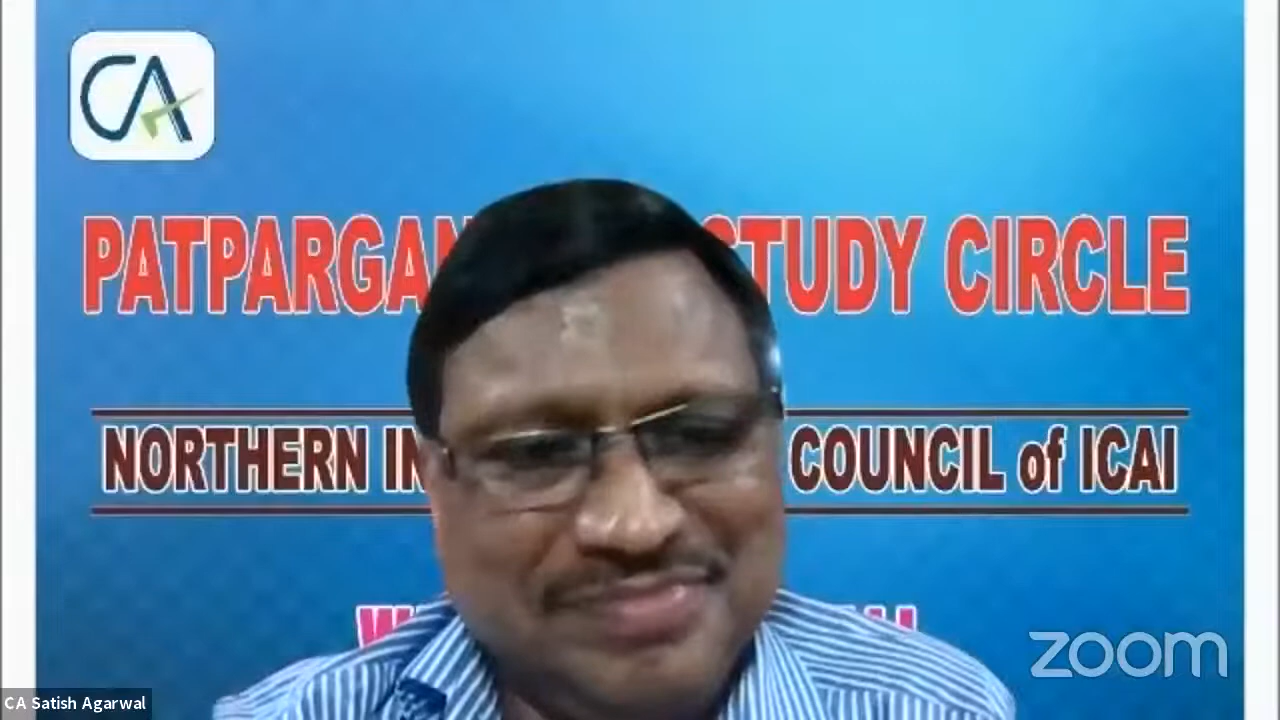 CA
PATPARGAN STUDY CIRCLE
NORTHERN IN COUNCIL of ICAI
zoom
CA Satish Agarwal